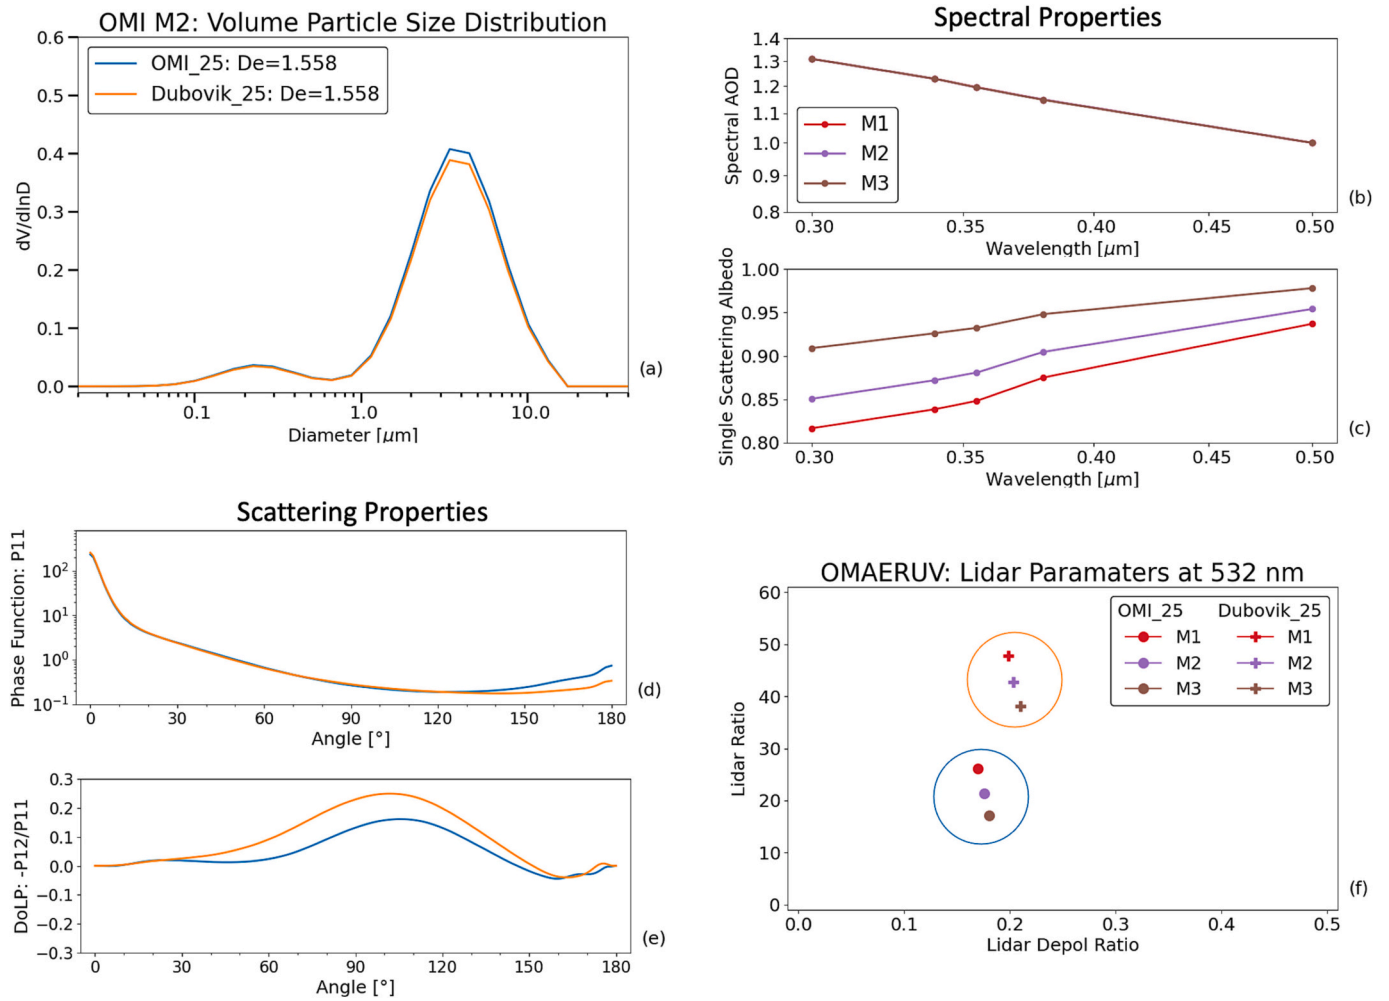 OMI M2: Volume Particle Size Distribution
0.6
0.5
0.4
0.3
0.2
0.1
0.0
dV/dlnD
OMI_25: De=1.558
Dubovik_25: De=1.558
0.1 1.0 10.0
Diameter [μm]
(a)
Spectral Properties
1.4
1.3
1.2
1.1
1.0
0.9
0.8
Spectral AOD
M1
M2
M3
0.30 0.35 0.40 0.45 0.50
Wavelength [μm]
(b)
1.00
0.95
0.90
0.85
0.80
Single Scattering Albedo
0.30 0.35 0.40 0.45 0.50
Wavelength [μm]
(c)
Scattering Properties
10²
10¹
10⁰
10⁻¹
Phase Function: P11
0 30 60 90 120 150 180
Angle [°]
(d)
0.3
0.2
0.1
0.0
−0.1
−0.2
−0.3
DoLP: -P12/P11
0 30 60 90 120 150 180
Angle [°]
(e)
OMAERUV: Lidar Paramaters at 532 nm
60
50
40
30
20
10
0
Lidar Ratio
OMI_25 Dubovik_25
M1 M1
M2 M2
M3 M3
0.0 0.1 0.2 0.3 0.4 0.5
Lidar Depol Ratio
(f)